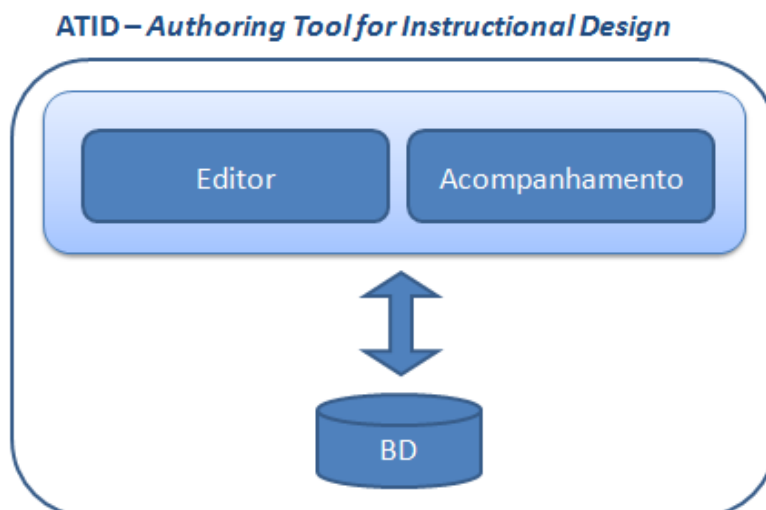 ATID – Authoring Tool for Instructional Design
Editor
Acompanhamento
BD